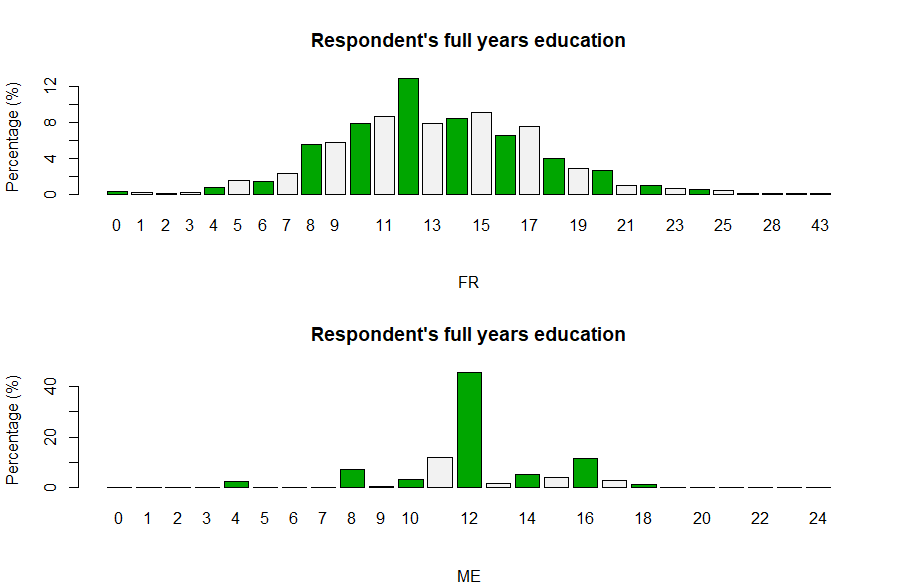 Respondent's full years education
Percentage (%)
12
8
4
0
0 1 2 3 4 5 6 7 8 9 11 13 15 17 19 21 23 25 28 43
FR
Respondent's full years education
Percentage (%)
40
20
0
0 1 2 3 4 5 6 7 8 9 10 12 14 16 18 20 22 24
ME